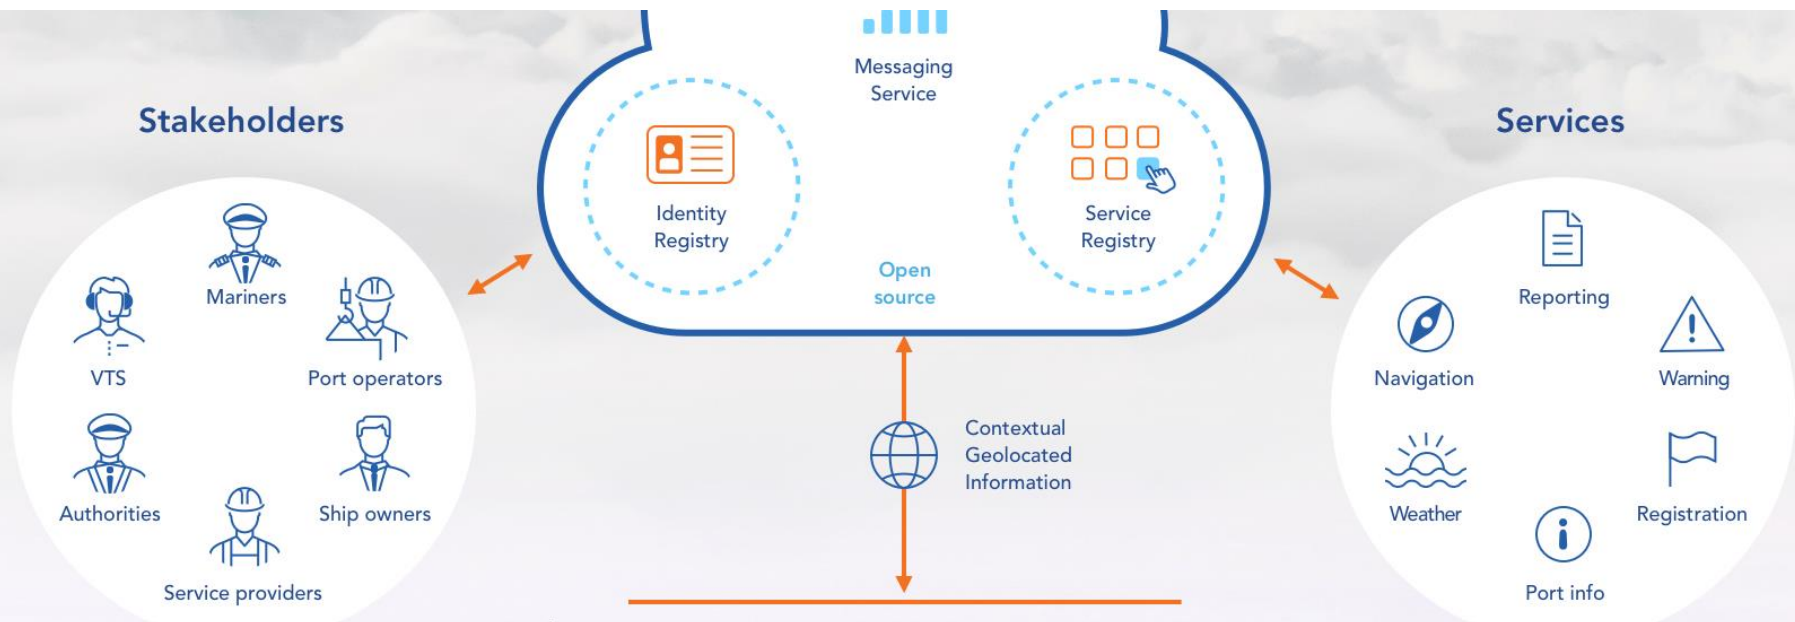 Messaging
Service
Stakeholders
Services
Identity
Registry
Service
Registry
Open
source
Mariners
VTS
Port operators
Authorities
Ship owners
Service providers
Contextual
Geolocated
Information
Reporting
Navigation
Warning
Weather
Registration
Port info